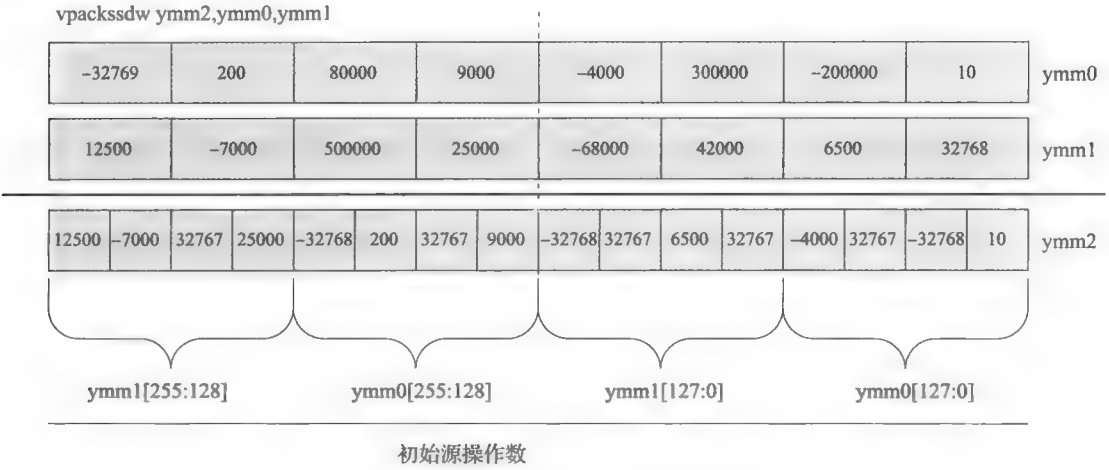 vpackssdw ymm2,ymm0,ymm1
-32769 200 80000 9000 -4000 300000 -200000 10 ymm0
12500 -7000 500000 25000 -68000 42000 6500 32768 ymm1
12500 -7000 32767 25000 -32768 200 32767 9000 -32768 32767 6500 32767 -4000 32767 -32768 10 ymm2
ymm1[255:128] ymm0[255:128] ymm1[127:0] ymm0[127:0]
初始源操作数